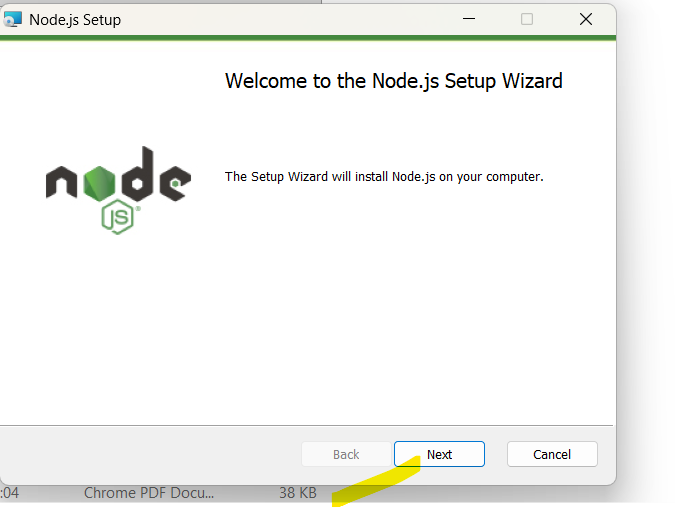 Node.js Setup
Welcome to the Node.js Setup Wizard
The Setup Wizard will install Node.js on your computer.
node
JS®
Back Next Cancel
:04 Chrome PDF Docu... 38 KB